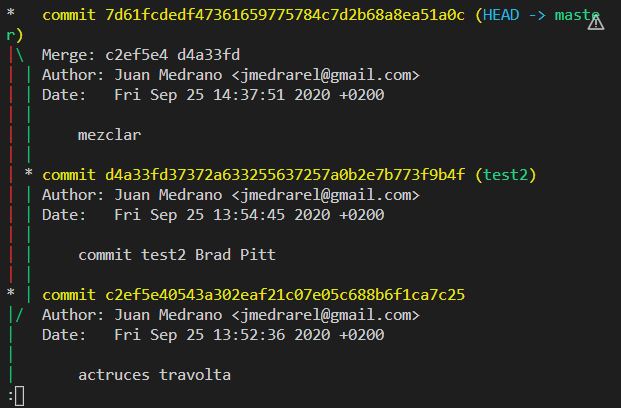 *   commit 7d61fcdedf47361659775784c7d2b68a8ea51a0c (HEAD -> maste
r)
|\  Merge: c2ef5e4 d4a33fd
| | Author: Juan Medrano <jmedrarel@gmail.com>
| | Date:   Fri Sep 25 14:37:51 2020 +0200
| |
| |     mezclar
| |
| * commit d4a33fd37372a633255637257a0b2e7b773f9b4f (test2)
| | Author: Juan Medrano <jmedrarel@gmail.com>
| | Date:   Fri Sep 25 13:54:45 2020 +0200
| |
| |     commit test2 Brad Pitt
| |
* | commit c2ef5e40543a302eaf21c07e05c688b6f1ca7c25
|/  Author: Juan Medrano <jmedrarel@gmail.com>
|   Date:   Fri Sep 25 13:52:36 2020 +0200
|
|       actruces travolta
: